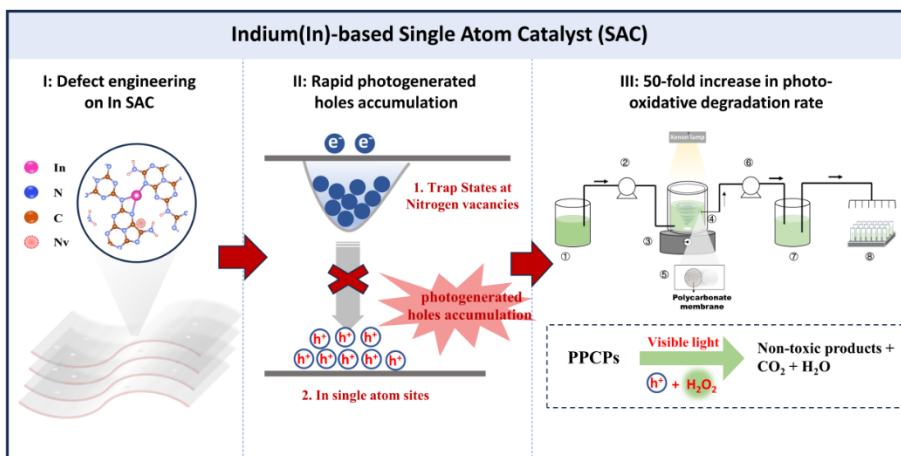 Indium(In)-based Single Atom Catalyst (SAC)
I: Defect engineering
on In SAC
In
N
C
Nv
II: Rapid photogenerated
holes accumulation
e⁻ e⁻
1. Trap States at
Nitrogen vacancies
photogenerated
holes accumulation
h⁺ h⁺ h⁺
h⁺ h⁺ h⁺ h⁺ h⁺
2. In single atom sites
III: 50-fold increase in photo-
oxidative degradation rate
Xenon lamp
①
②
③
④
⑤
⑥
⑦
⑧
Polycarbonate
membrane
PPCPs
Visible light
h⁺ + H₂O₂
Non-toxic products +
CO₂ + H₂O